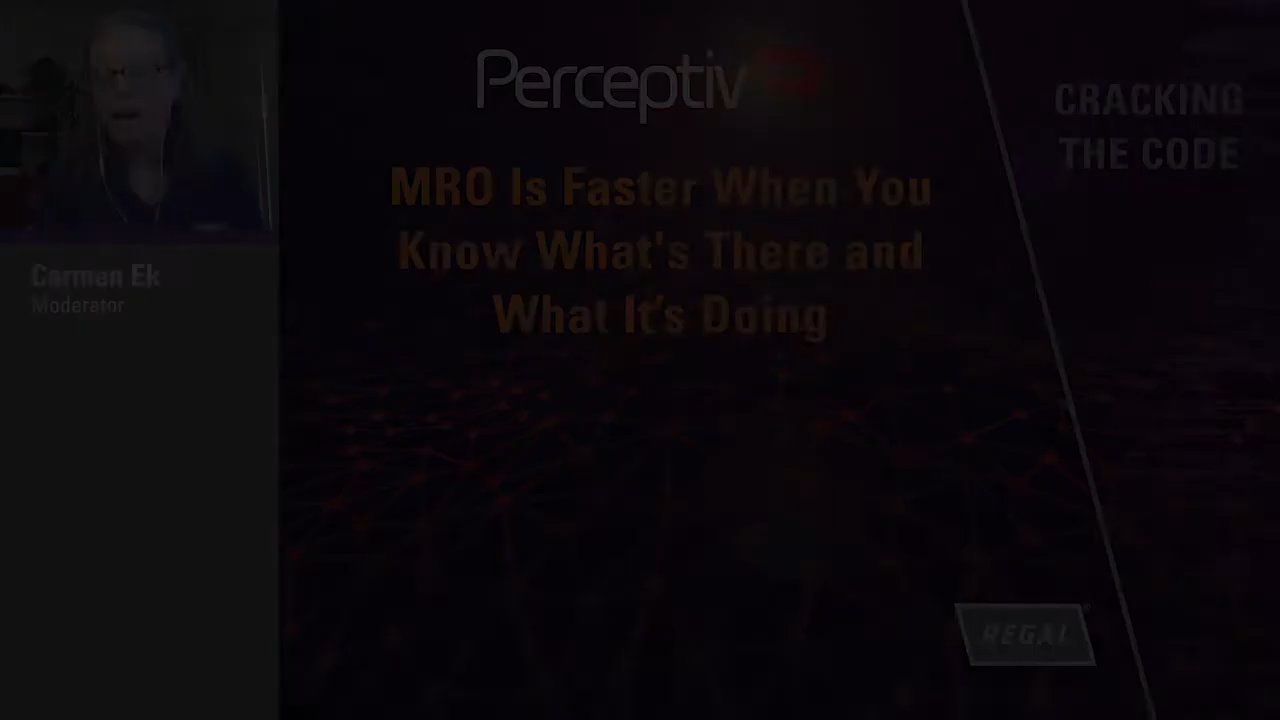 Perceptiv
CRACKING
THE CODE
MRO Is Faster When You
Know What's There and
What It's Doing
Carmen Ek
Moderator
REGAL